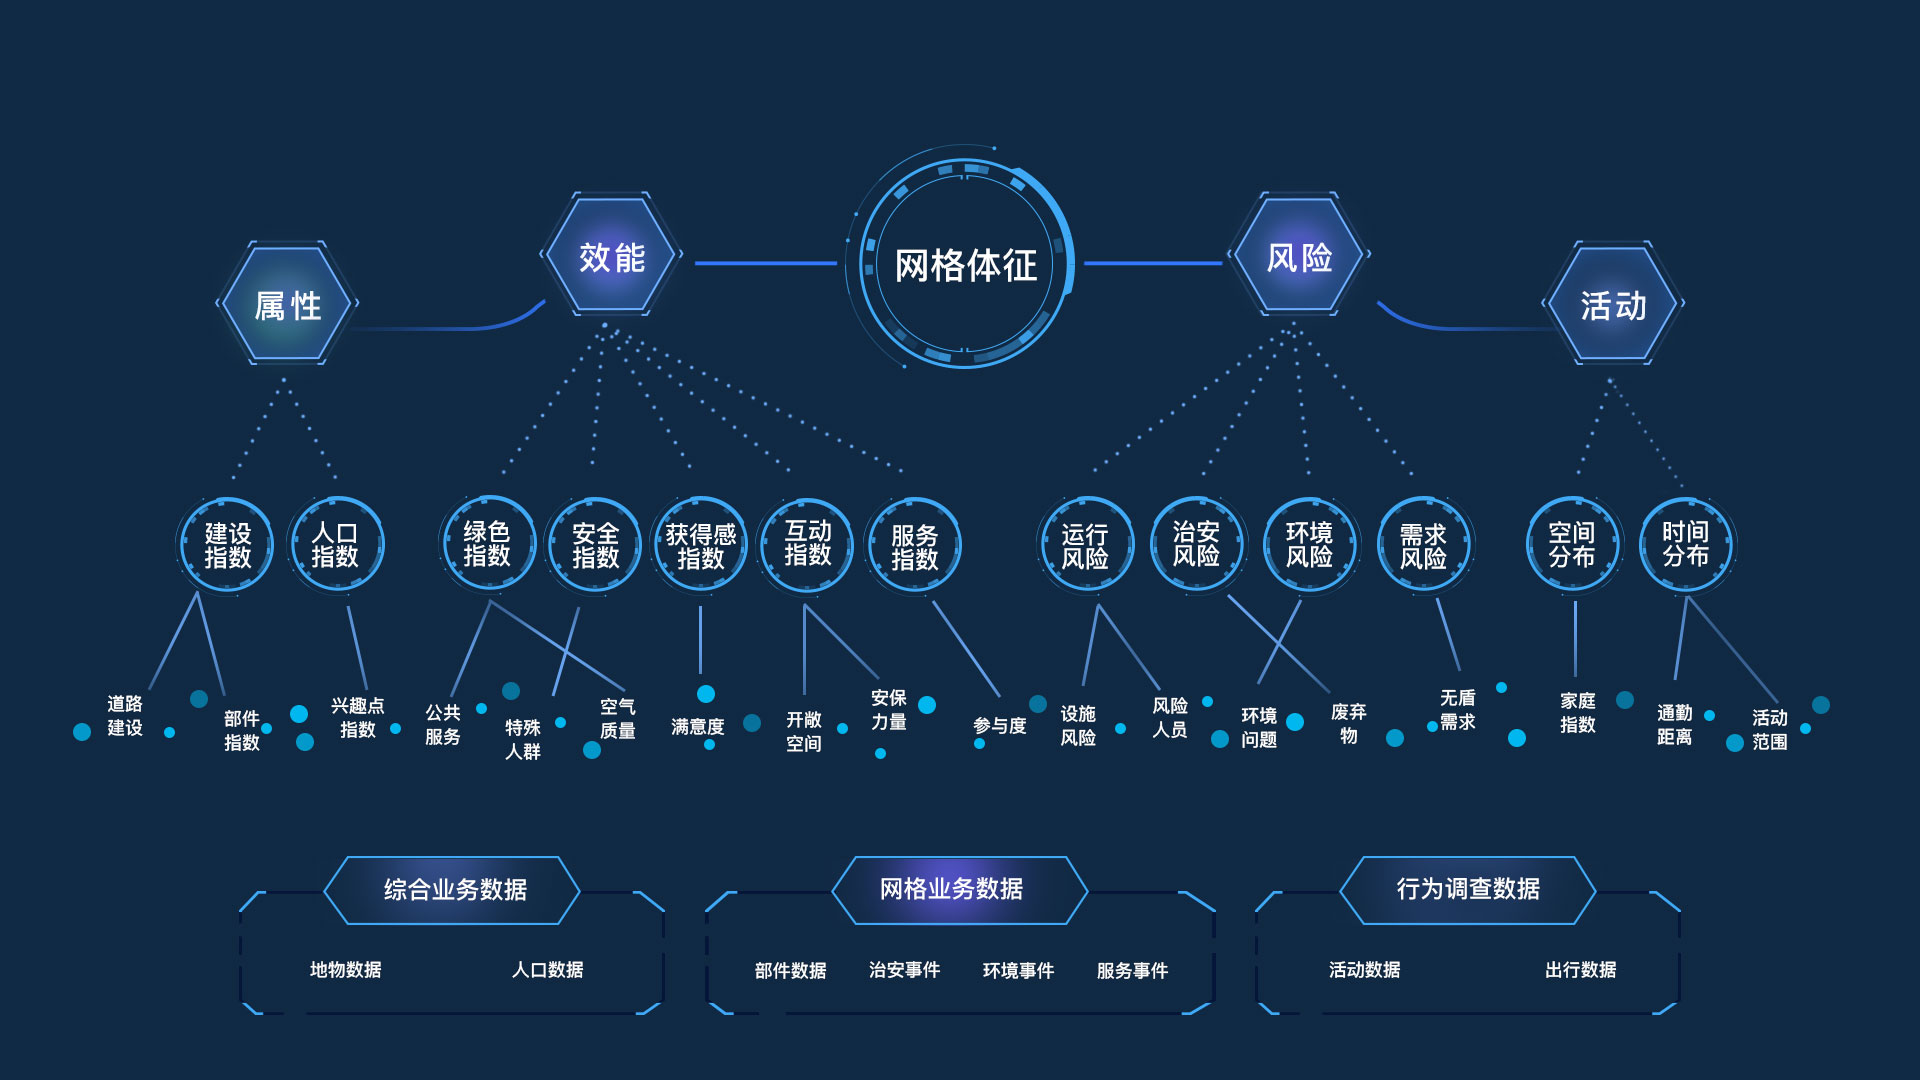 网格体征
效能
风险
属性
活动
建设
指数
人口
指数
绿色
指数
安全
指数
获得感
指数
互动
指数
服务
指数
运行
风险
治安
风险
环境
风险
需求
风险
空间
分布
时间
分布
道路
建设
部件
指数
兴趣点
指数
公共
服务
特殊
人群
空气
质量
满意度
开敞
空间
安保
力量
参与度
设施
风险
风险
人员
环境
问题
废弃
物
无盾
需求
家庭
指数
通勤
距离
活动
范围
综合业务数据
网格业务数据
行为调查数据
地物数据
人口数据
部件数据
治安事件
环境事件
服务事件
活动数据
出行数据